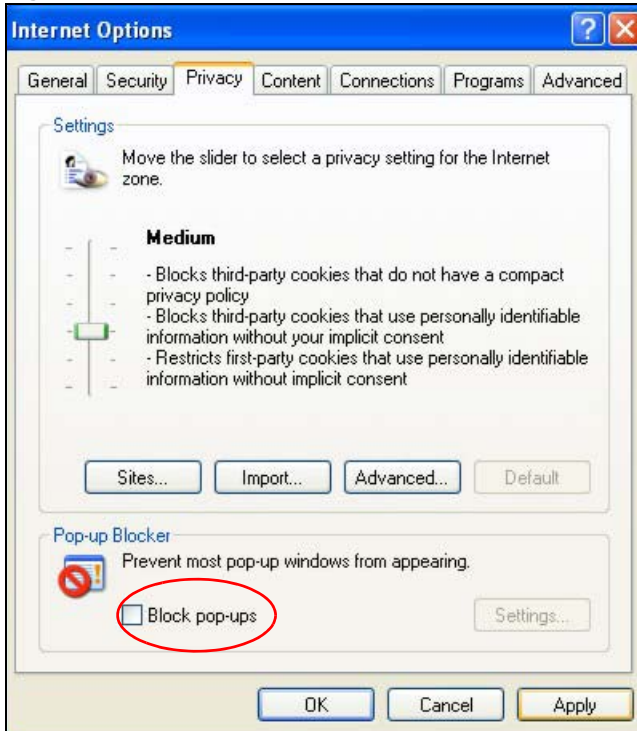 Internet Options
General Security Privacy Content Connections Programs Advanced
Settings
Move the slider to select a privacy setting for the Internet
zone.
Medium
- Blocks third-party cookies that do not have a compact
privacy policy
- Blocks third-party cookies that use personally identifiable
information without your implicit consent
- Restricts first-party cookies that use personally identifiable
information without implicit consent
Sites... Import... Advanced... Default
Pop-up Blocker
Prevent most pop-up windows from appearing.
Block pop-ups Settings...
OK Cancel Apply